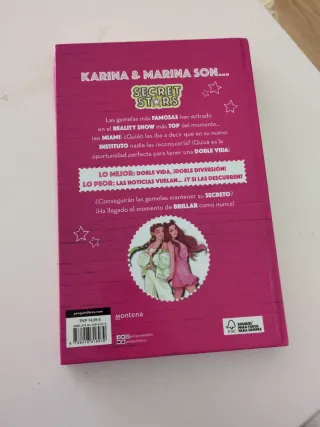 KARINA & MARINA SON...
SECRET
STARS
Las gemelas más FAMOSAS han entrado
en el REALITY SHOW más TOP del momento...
¡en MIAMI! ¿Quién les iba a decir que en su nuevo
INSTITUTO nadie les reconocería? ¡Quizá es la
oportunidad perfecta para tener una DOBLE VIDA!
LO MEJOR: DOBLE VIDA, ¡DOBLE DIVERSIÓN!
LO PEOR: LAS NOTICIAS VUELAN... ¿Y SI LAS DESCUBREN?
¿Conseguirán las gemelas mantener su SECRETO?
¡Ha llegado el momento de BRILLAR como nunca!
montena
FSC